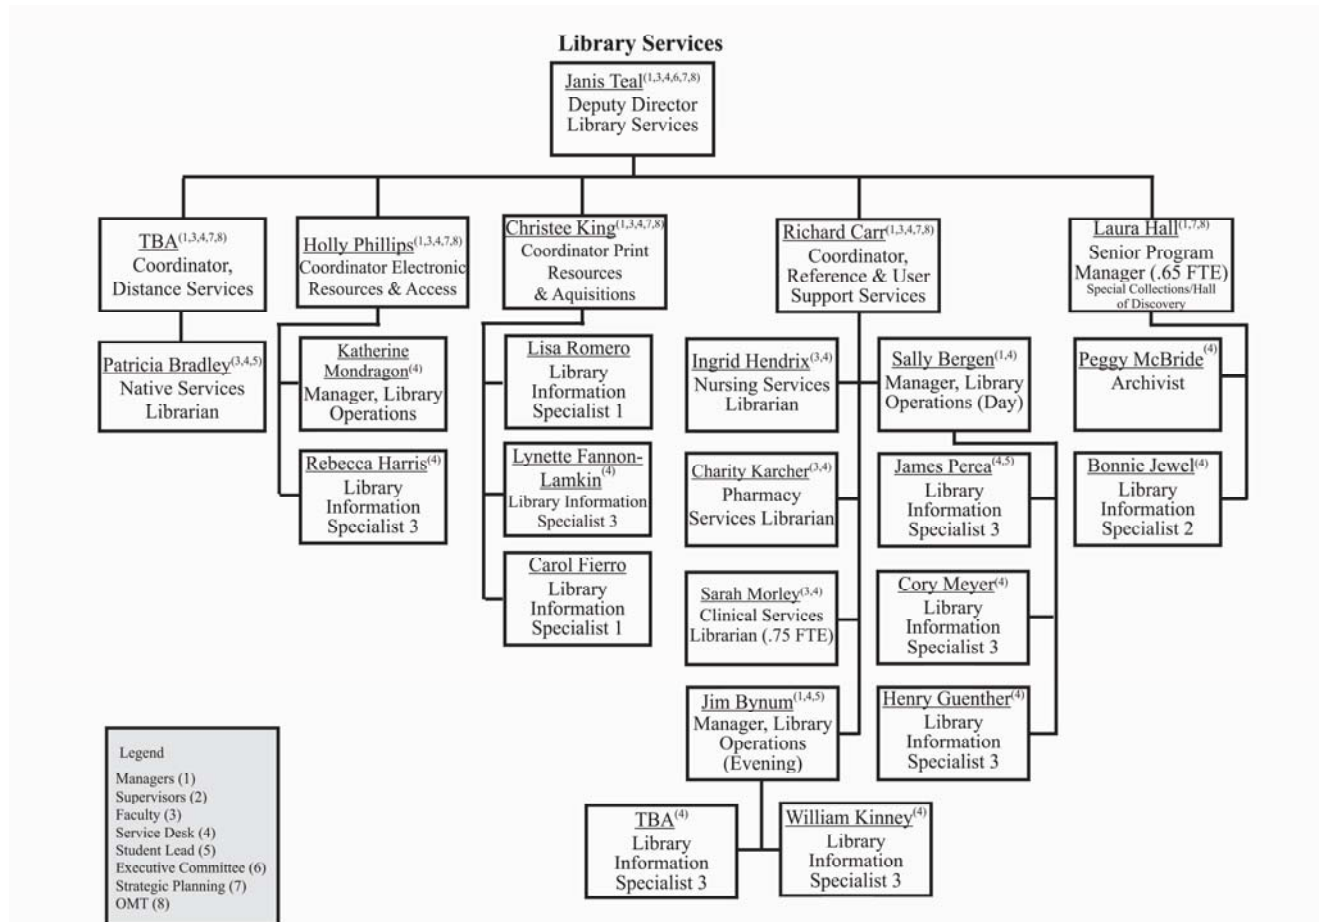 Library Services
Janis Teal(1,3,4,6,7,8)
Deputy Director
Library Services
TBA(1,3,4,7,8)
Coordinator,
Distance Services
Holly Phillips(1,3,4,7,8)
Coordinator Electronic
Resources & Access
Christee King(1,3,4,7,8)
Coordinator Print
Resources
& Aquisitions
Richard Carr(1,3,4,7,8)
Coordinator,
Reference & User
Support Services
Laura Hall(1,7,8)
Senior Program
Manager (.65 FTE)
Special Collections/Hall
of Discovery
Patricia Bradley(3,4,5)
Native Services
Librarian
Katherine
Mondragon(4)
Manager, Library
Operations
Rebecca Harris(4)
Library
Information
Specialist 3
Lisa Romero
Library
Information
Specialist 1
Lynette Fannon-
Lamkin(4)
Library Information
Specialist 3
Carol Fierro
Library
Information
Specialist 1
Ingrid Hendrix(3,4)
Nursing Services
Librarian
Charity Karcher(3,4)
Pharmacy
Services Librarian
Sarah Morley(3,4)
Clinical Services
Librarian (.75 FTE)
Jim Bynum(1,4,5)
Manager, Library
Operations
(Evening)
TBA(4)
Library
Information
Specialist 3
William Kinney(4)
Library
Information
Specialist 3
Sally Bergen(1,4)
Manager, Library
Operations (Day)
James Perea(4,5)
Library
Information
Specialist 3
Cory Meyer(4)
Library
Information
Specialist 3
Henry Guenther(4)
Library
Information
Specialist 3
Peggy McBride(4)
Archivist
Bonnie Jewel(4)
Library
Information
Specialist 2
Legend
Managers (1)
Supervisors (2)
Faculty (3)
Service Desk (4)
Student Lead (5)
Executive Committee (6)
Strategic Planning (7)
OMT (8)